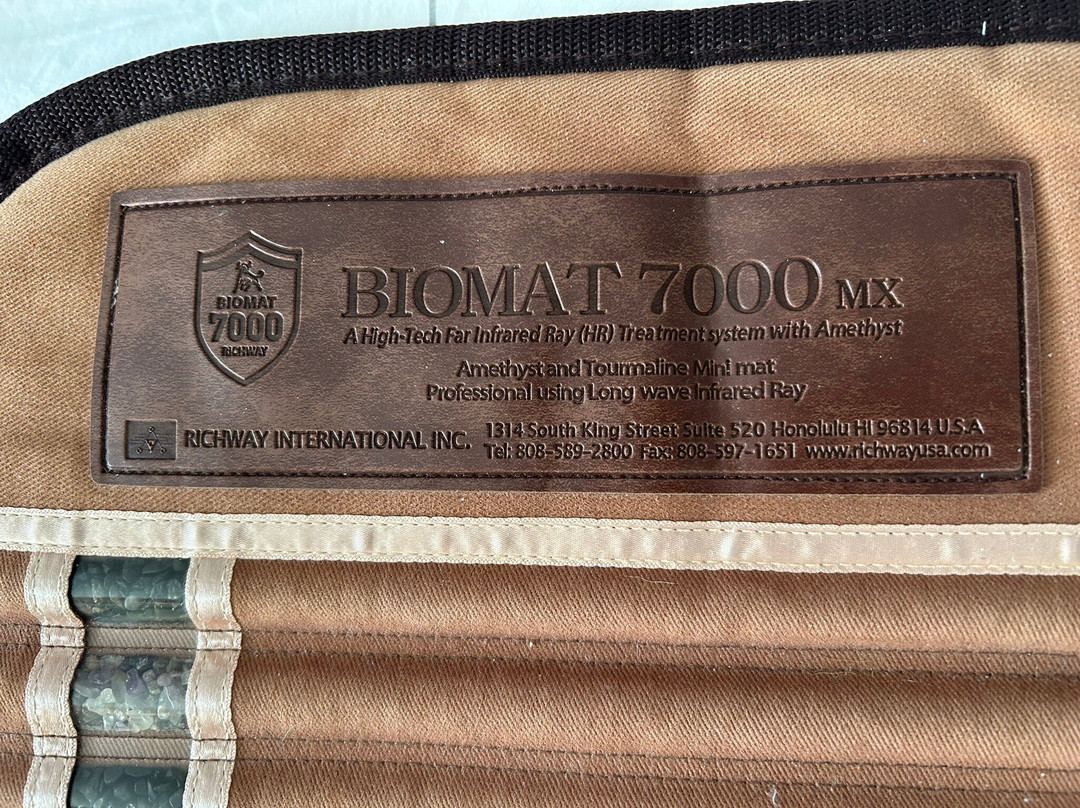 BIOMAT
7000
RICHWAY
BIOMAT 7000 MX
A High-Tech Far Infrared Ray (HR) Treatment system with Amethyst
Amethyst and Tourmaline Mini mat
Professional using Long wave Infrared Ray
RICHWAY INTERNATIONAL INC.
1314 South King Street Suite 520 Honolulu HI 96814 U.S.A
Tel: 808-589-2800 Fax: 808-597-1651 www.richwayusa.com